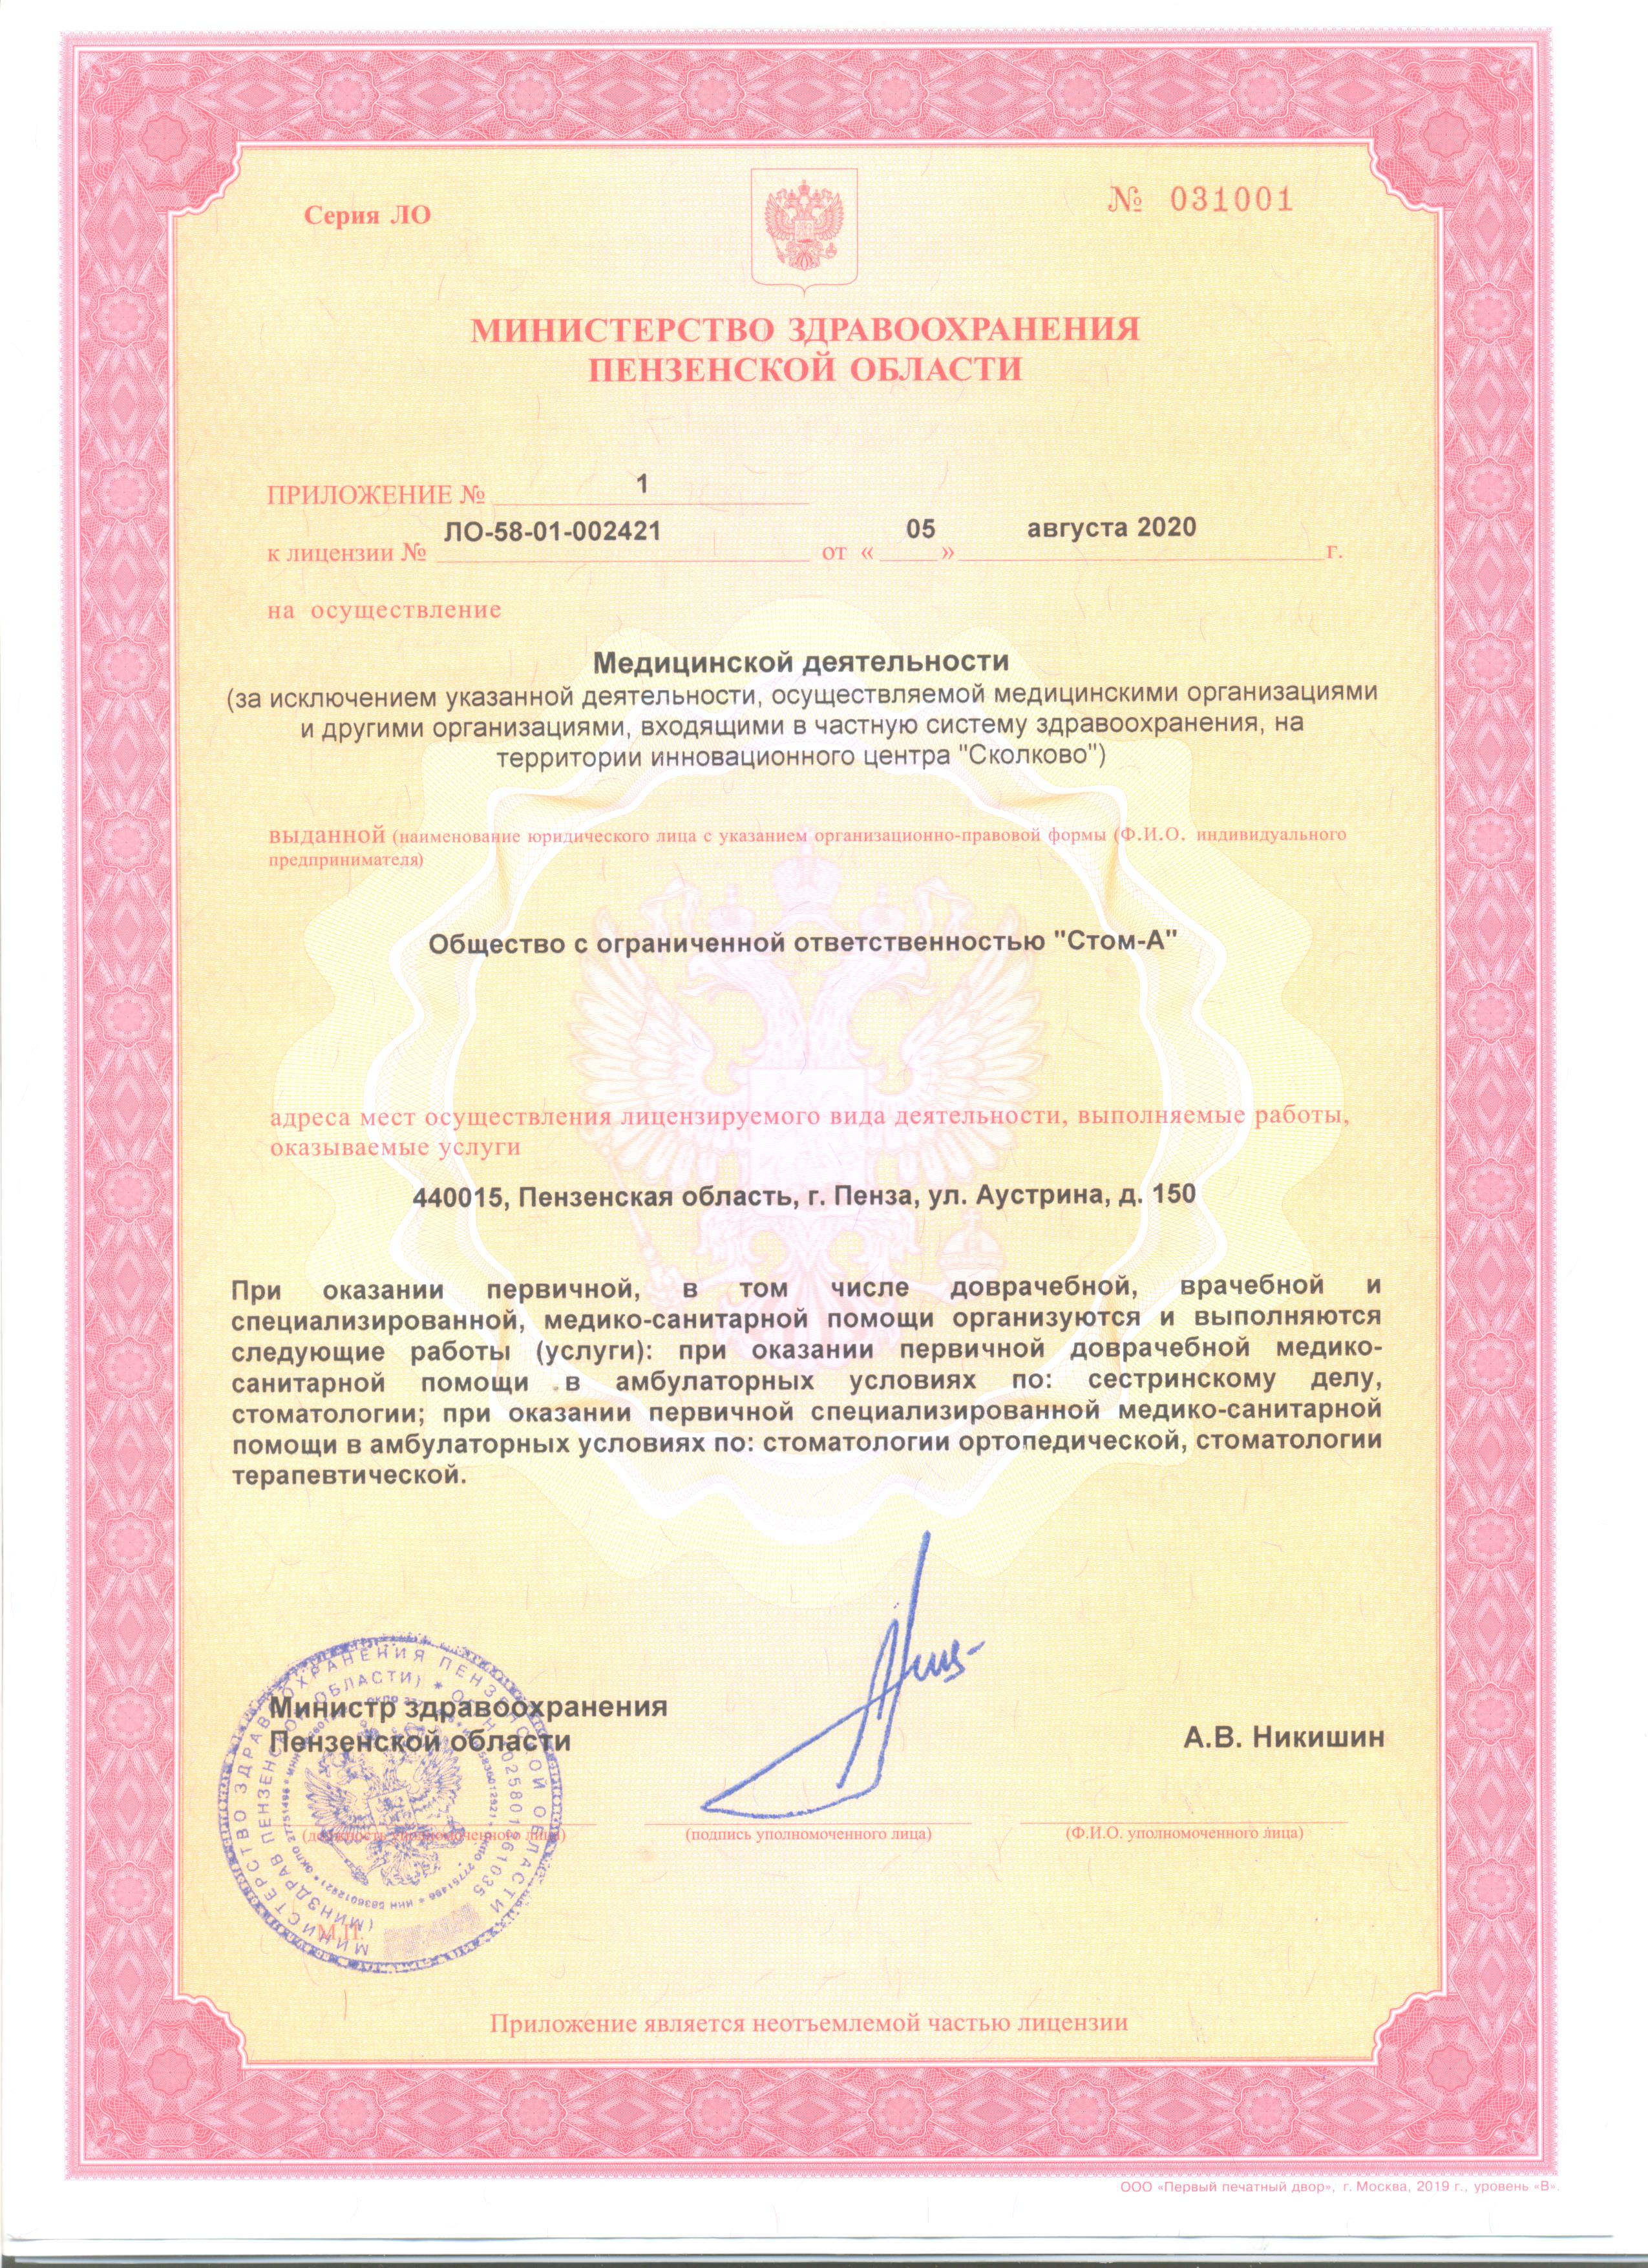 Серия ЛО
№ 031001
МИНИСТЕРСТВО ЗДРАВООХРАНЕНИЯ
ПЕНЗЕНСКОЙ ОБЛАСТИ
ПРИЛОЖЕНИЕ № 1
к лицензии № ЛО-58-01-002421 от « 05 » августа 2020 г.
на осуществление
Медицинской деятельности
(за исключением указанной деятельности, осуществляемой медицинскими организациями
и другими организациями, входящими в частную систему здравоохранения, на
территории инновационного центра "Сколково")
выданной (наименование юридического лица с указанием организационно-правовой формы (Ф.И.О. индивидуального
предпринимателя)
Общество с ограниченной ответственностью "Стом-А"
адреса мест осуществления лицензируемого вида деятельности, выполняемые работы,
оказываемые услуги
440015, Пензенская область, г. Пенза, ул. Аустрина, д. 150
При оказании первичной, в том числе доврачебной, врачебной и
специализированной, медико-санитарной помощи организуются и выполняются
следующие работы (услуги): при оказании первичной доврачебной медико-
санитарной помощи в амбулаторных условиях по: сестринскому делу,
стоматологии; при оказании первичной специализированной медико-санитарной
помощи в амбулаторных условиях по: стоматологии ортопедической, стоматологии
терапевтической.
Министр здравоохранения
Пензенской области
А.В. Никишин
(должность уполномоченного лица)
(подпись уполномоченного лица)
(Ф.И.О. уполномоченного лица)
МИНИСТЕРСТВО ЗДРАВООХРАНЕНИЯ ПЕНЗЕНСКОЙ ОБЛАСТИ
(МИНЗДРАВ ПЕНЗЕНСКОЙ ОБЛАСТИ) * ОГРН 1025801361035
ИНН 5836012921 * ОКПО 27751498
М.П.
Приложение является неотъемлемой частью лицензии
ООО «Первый печатный двор», г. Москва, 2019 г., уровень «В».